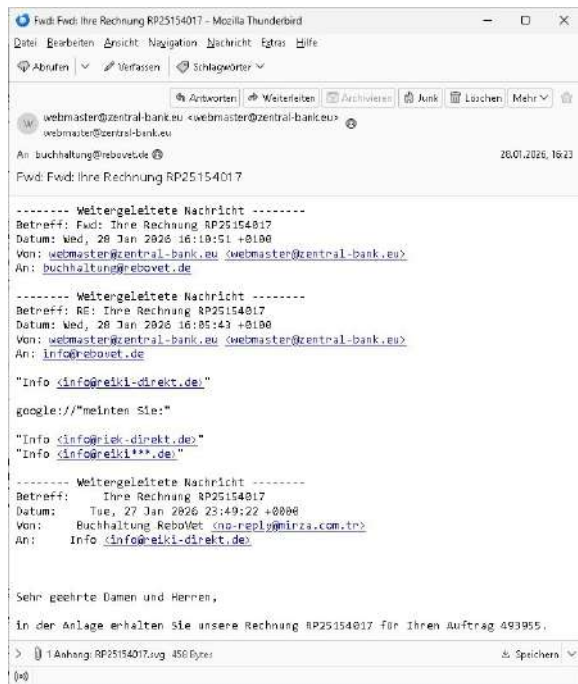 Fwd: Fwd: Ihre Rechnung RP25154017 - Mozilla Thunderbird
Datei Bearbeiten Ansicht Navigation Nachricht Extras Hilfe
Abrufen Verfassen Schlagwörter
Antworten Weiterleiten Archivieren Junk Löschen Mehr
W
webmaster@zentral-bank.eu <webmaster@zentral-bank.eu>
webmaster@zentral-bank.eu
An buchhaltung@rebovet.de 28.01.2026, 16:23
Fwd: Fwd: Ihre Rechnung RP25154017
-------- Weitergeleitete Nachricht --------
Betreff: Fwd: Ihre Rechnung RP25154017
Datum: Wed, 28 Jan 2026 16:10:51 +0100
Von: webmaster@zentral-bank.eu <webmaster@zentral-bank.eu>
An: buchhaltung@rebovet.de
-------- Weitergeleitete Nachricht --------
Betreff: RE: Ihre Rechnung RP25154017
Datum: Wed, 28 Jan 2026 16:05:43 +0100
Von: webmaster@zentral-bank.eu <webmaster@zentral-bank.eu>
An: info@rebovet.de
"Info <info@reiki-direkt.de>"
google://"meinten Sie:"
"Info <info@riek-direkt.de>"
"Info <info@reiki***.de>"
-------- Weitergeleitete Nachricht --------
Betreff: Ihre Rechnung RP25154017
Datum: Tue, 27 Jan 2026 23:49:22 +0000
Von: Buchhaltung ReboVet <no-reply@mirza.com.tr>
An: Info <info@reiki-direkt.de>
Sehr geehrte Damen und Herren,
in der Anlage erhalten Sie unsere Rechnung RP25154017 für Ihren Auftrag 493955.
1 Anhang: RP25154017.svg 458 Bytes Speichern